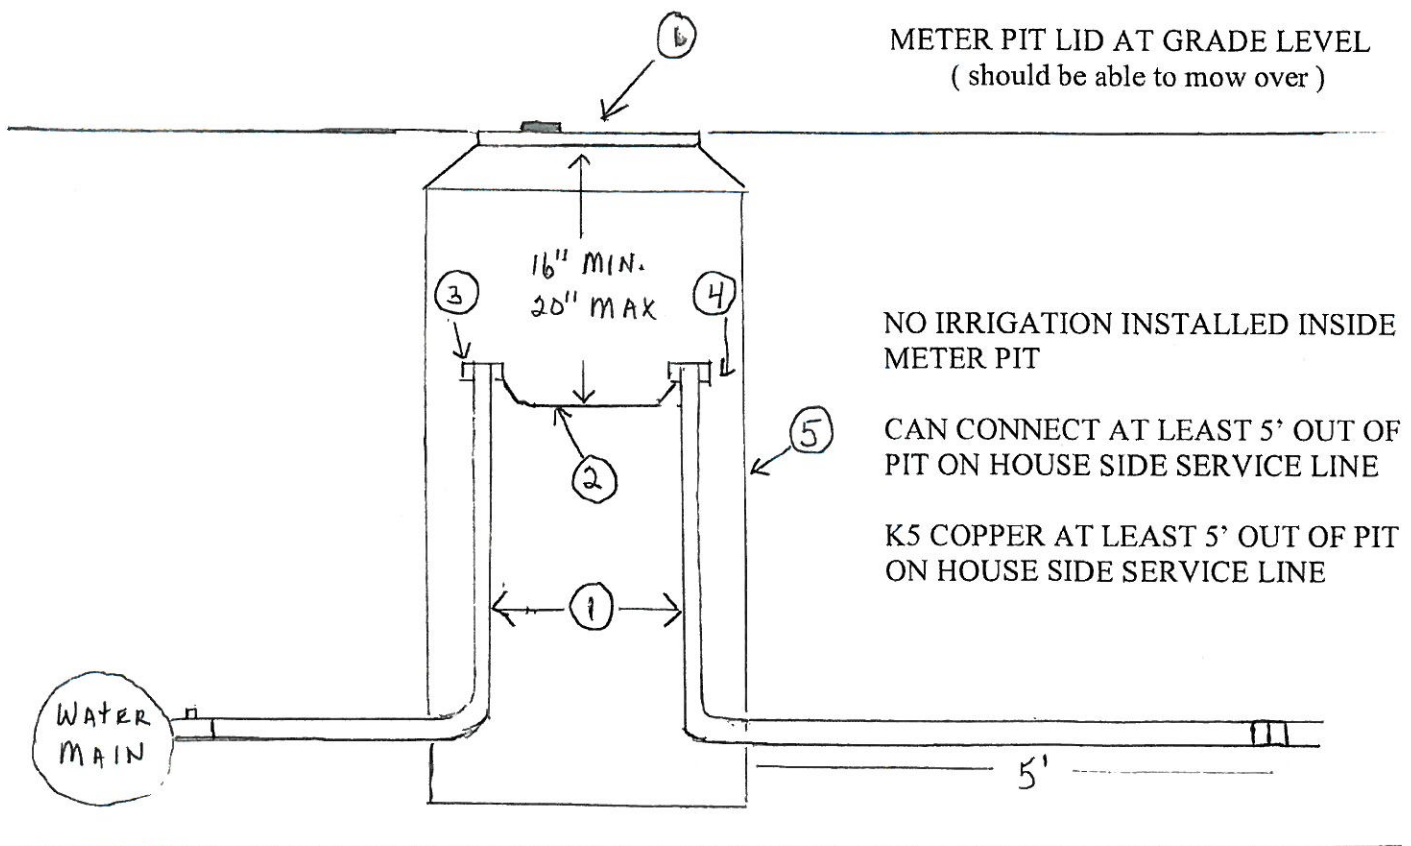 6
METER PIT LID AT GRADE LEVEL
( should be able to mow over )
16" MIN.
20" MAX
3
4
NO IRRIGATION INSTALLED INSIDE
METER PIT
5
CAN CONNECT AT LEAST 5' OUT OF
PIT ON HOUSE SIDE SERVICE LINE
2
K5 COPPER AT LEAST 5' OUT OF PIT
ON HOUSE SIDE SERVICE LINE
1
WATER
MAIN
5'